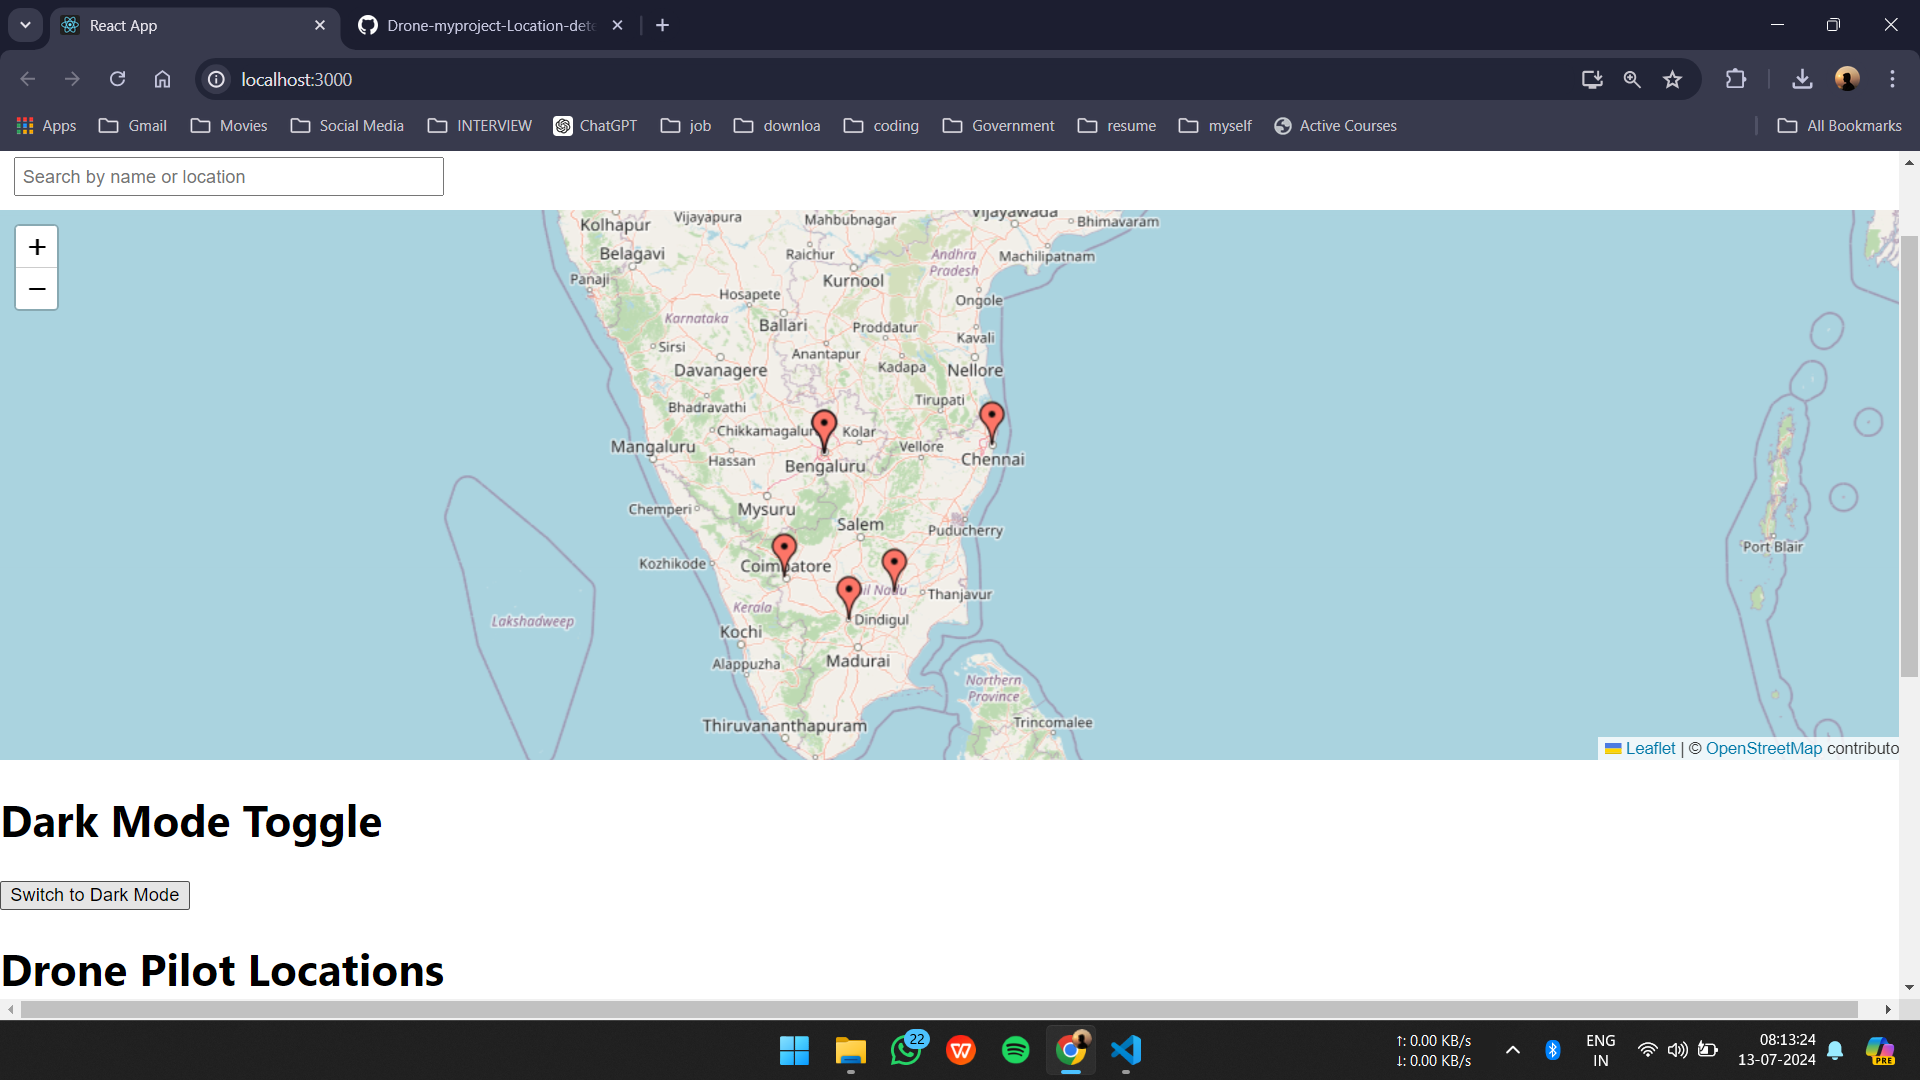 React App
Drone-myproject-Location-dete
localhost:3000
Apps
Gmail
Movies
Social Media
INTERVIEW
ChatGPT
job
downloa
coding
Government
resume
myself
Active Courses
All Bookmarks
Search by name or location
+
−
Kolhapur
Vijayapura
Mahbubnagar
Vijayawada
Bhimavaram
Belagavi
Raichur
Andhra
Pradesh
Machilipatnam
Panaji
Kurnool
Hosapete
Ongole
Karnataka
Ballari
Proddatur
Kavali
Sirsi
Anantapur
Davanagere
Kadapa
Nellore
Bhadravathi
Tirupati
Chikkamagalur
Kolar
Mangaluru
Hassan
Bengaluru
Vellore
Chennai
Chemperi
Mysuru
Salem
Puducherry
Kozhikode
Coimbatore
il Nadu
Thanjavur
Kerala
Dindigul
Lakshadweep
Kochi
Alappuzha
Madurai
Northern
Province
Thiruvananthapuram
Trincomalee
Port Blair
Leaflet | © OpenStreetMap contributo
Dark Mode Toggle
Switch to Dark Mode
Drone Pilot Locations
22
↑: 0.00 KB/s
↓: 0.00 KB/s
ENG
IN
08:13:24
13-07-2024
PRE